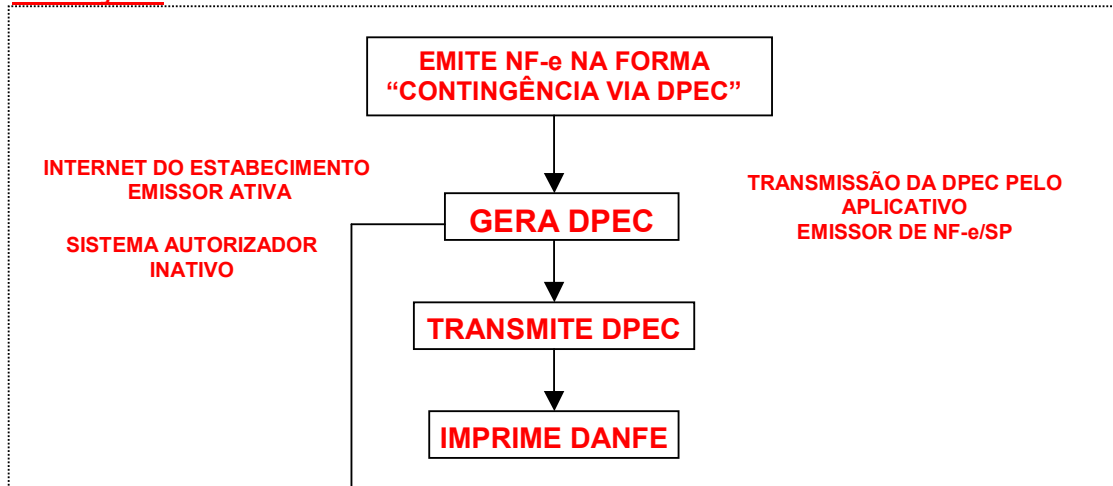 EMITE NF-e NA FORMA
“CONTINGÊNCIA VIA DPEC”
INTERNET DO ESTABECIMENTO
EMISSOR ATIVA
SISTEMA AUTORIZADOR
INATIVO
TRANSMISSÃO DA DPEC PELO
APLICATIVO
EMISSOR DE NF-e/SP
GERA DPEC
TRANSMITE DPEC
IMPRIME DANFE